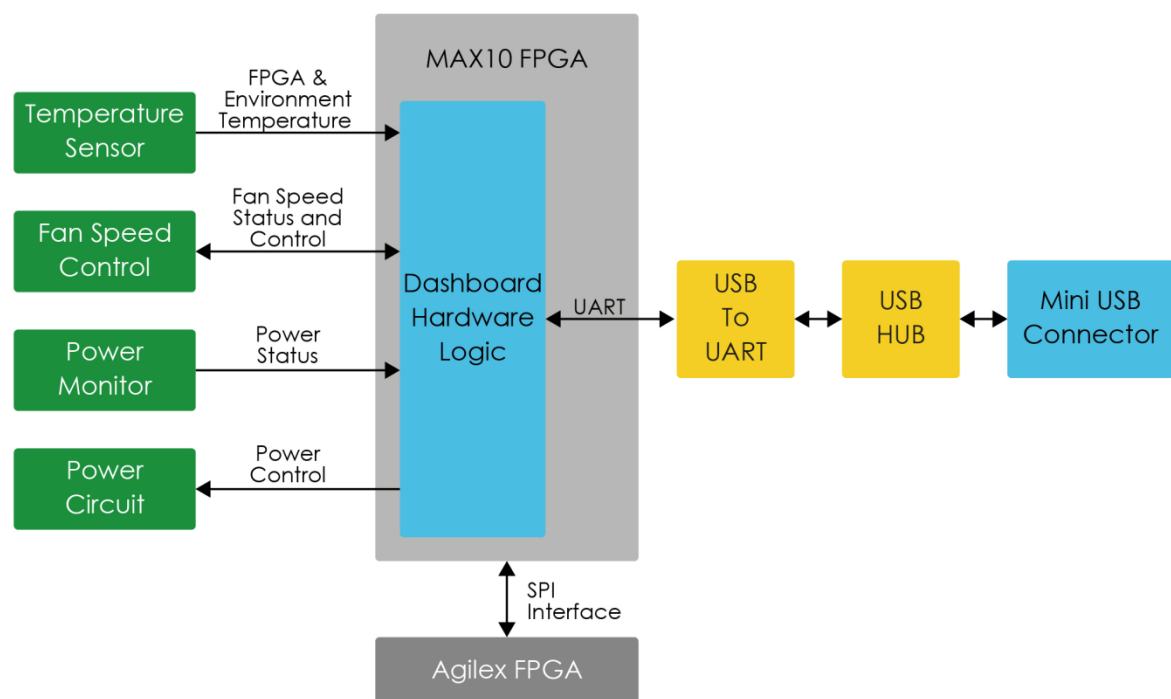 MAX10 FPGA
FPGA &
Environment
Temperature
Temperature
Sensor
Fan Speed
Status and
Control
Fan Speed
Control
Dashboard
Hardware
Logic
UART
USB
To
UART
USB
HUB
Mini USB
Connector
Power
Status
Power
Monitor
Power
Control
Power
Circuit
SPI
Interface
Agilex FPGA